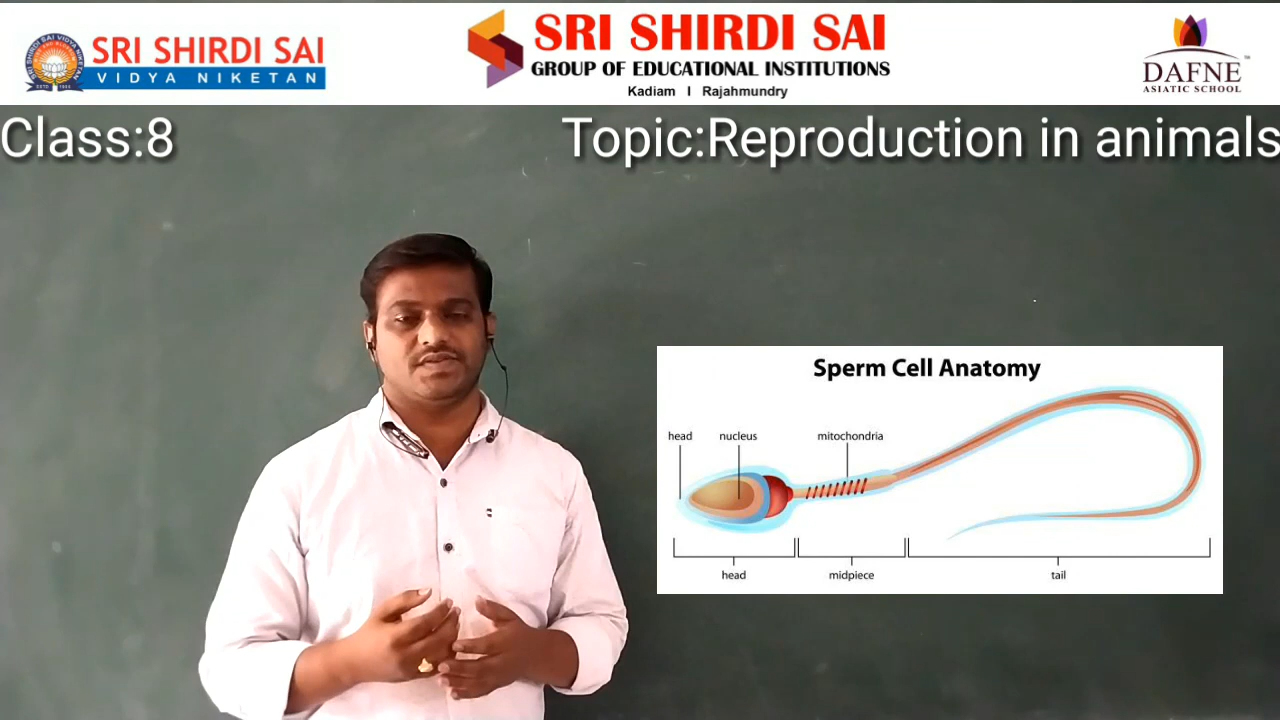 SRI SHIRDI SAI
VIDYA NIKETAN
SRI SHIRDI SAI
GROUP OF EDUCATIONAL INSTITUTIONS
Kadiam I Rajahmundry
DAFNE
ASIATIC SCHOOL
Class:8
Topic:Reproduction in animals
Sperm Cell Anatomy
head
nucleus
mitochondria
head
midpiece
tail